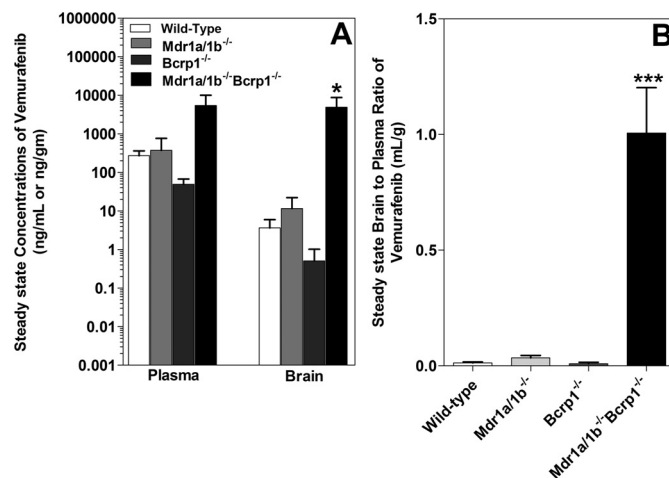 A
Wild-Type
Mdr1a/1b-/-
Bcrp1-/-
Mdr1a/1b-/-Bcrp1-/-
Steady state Concentrations of Vemurafenib
(ng/mL or ng/gm)
1000000
100000
10000
1000
100
10
1
0.1
0.01
0.001
*
Plasma
Brain
B
Steady state Brain to Plasma Ratio of
Vemurafenib (mL/g)
1.5
1.0
0.5
0.0
***
Wild-type
Mdr1a/1b-/-
Bcrp1-/-
Mdr1a/1b-/-Bcrp1-/-